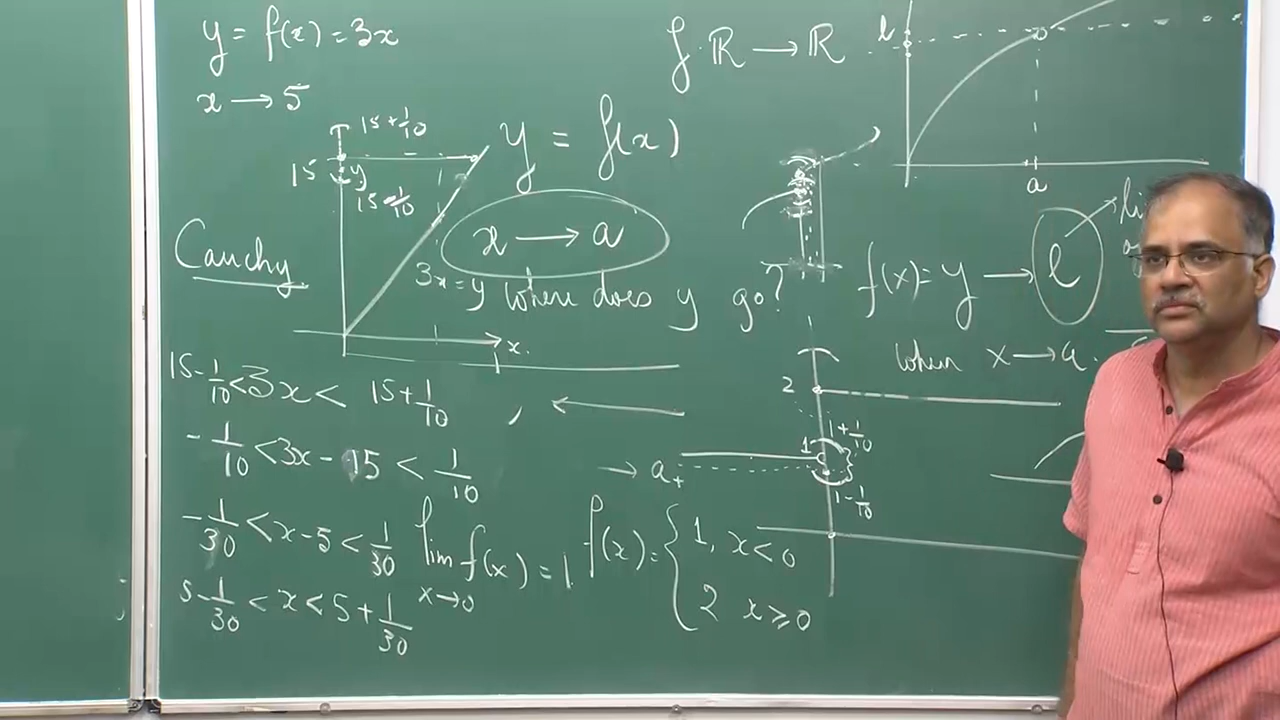 y = f(x) = 3x
x → 5
15 + 1/10
15
y
15 - 1/10
3x = y
x
Cauchy
15 - 1/10 < 3x < 15 + 1/10 ,
- 1/10 < 3x - 15 < 1/10
- 1/30 < x - 5 < 1/30
5 - 1/30 < x < 5 + 1/30
f: ℝ → ℝ
y = f(x)
x → a
Where does y go?
l
a
f(x) = y → l
When x → a.
2
1
1 + 1/10
1 - 1/10
→ a+
lim f(x) = 1
x→0
f(x) = { 1, x < 0
2 x ⩾ 0